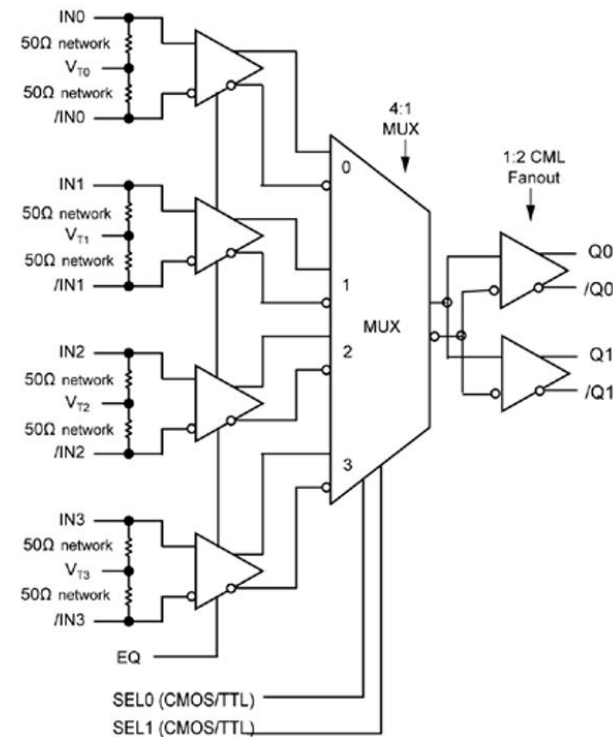 IN0
50Ω network
VT0
50Ω network
/IN0
IN1
50Ω network
VT1
50Ω network
/IN1
IN2
50Ω network
VT2
50Ω network
/IN2
IN3
50Ω network
VT3
50Ω network
/IN3
EQ
SEL0 (CMOS/TTL)
SEL1 (CMOS/TTL)
4:1
MUX
0
1
2
3
MUX
1:2 CML
Fanout
Q0
/Q0
Q1
/Q1